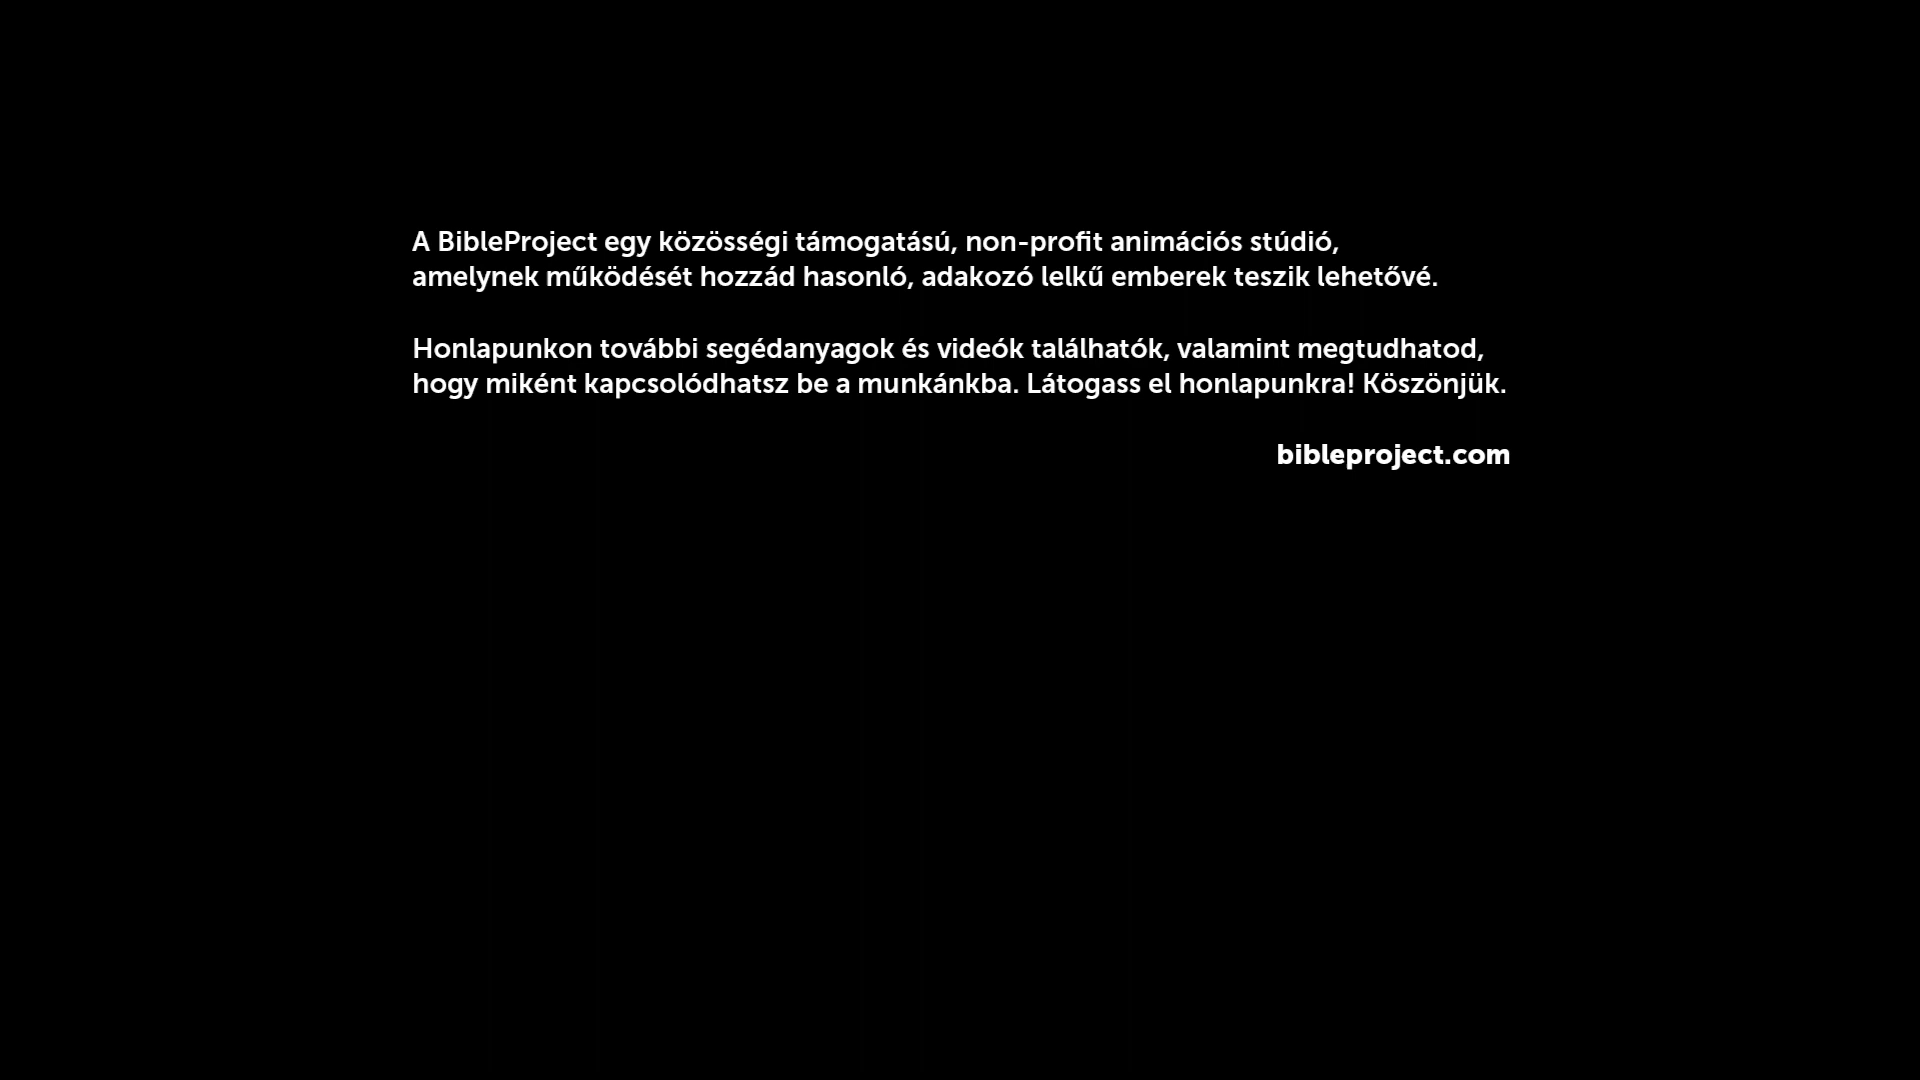 A BibleProject egy közösségi támogatású, non-profit animációs stúdió,
amelynek működését hozzád hasonló, adakozó lelkű emberek teszik lehetővé.
Honlapunkon további segédanyagok és videók találhatók, valamint megtudhatod,
hogy miként kapcsolódhatsz be a munkánkba. Látogass el honlapunkra! Köszönjük.
bibleproject.com